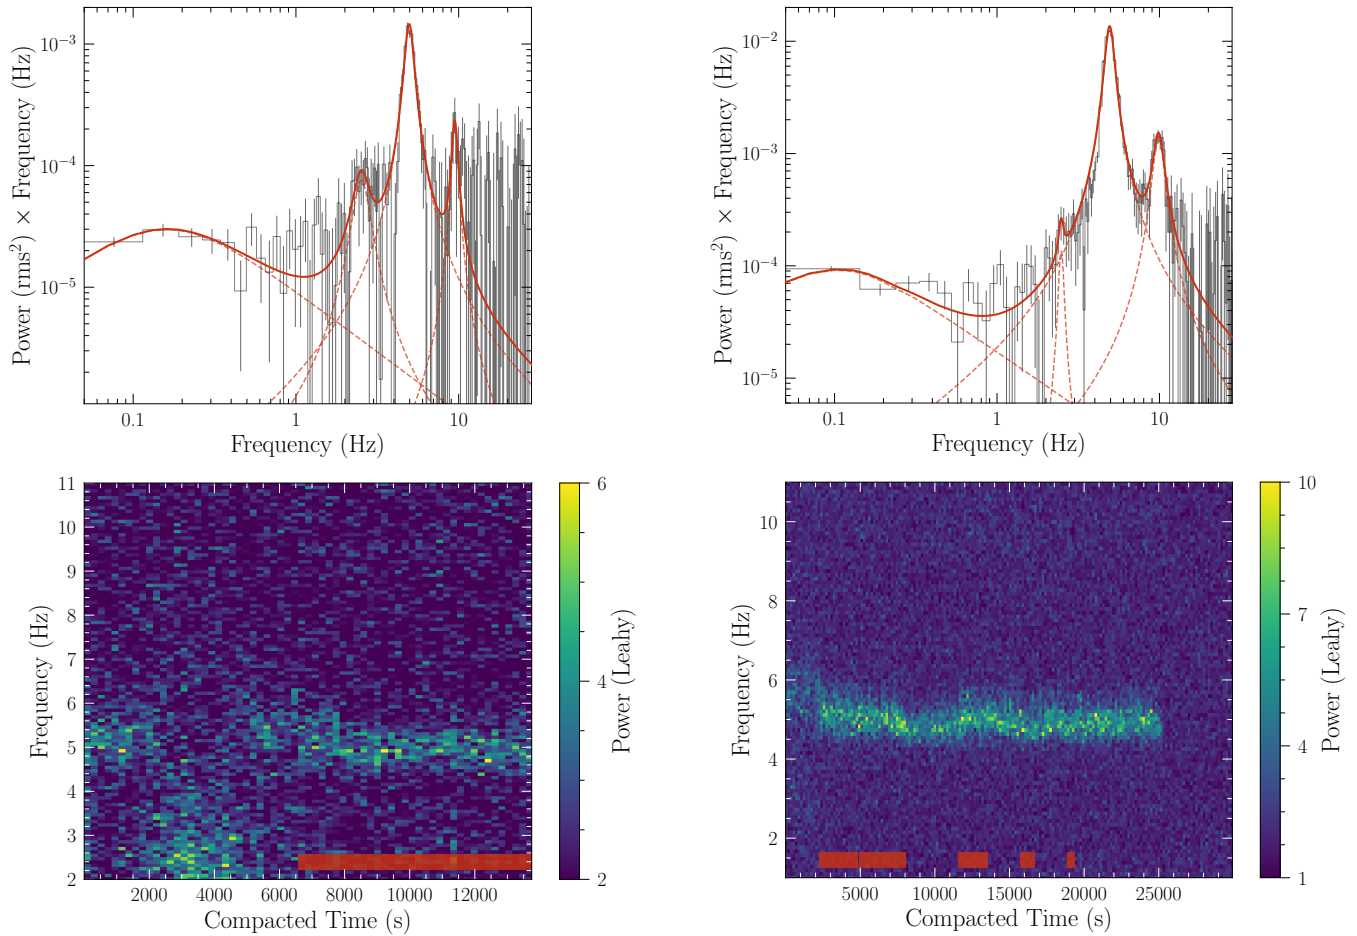 Power (rms²) × Frequency (Hz)
10⁻³
10⁻⁴
10⁻⁵
0.1 1 10
Frequency (Hz)
Power (rms²) × Frequency (Hz)
10⁻²
10⁻³
10⁻⁴
10⁻⁵
0.1 1 10
Frequency (Hz)
Frequency (Hz)
11
10
9
8
7
6
5
4
3
2
2000 4000 6000 8000 10000 12000
Compacted Time (s)
6
4
2
Power (Leahy)
Frequency (Hz)
10
8
6
4
2
5000 10000 15000 20000 25000
Compacted Time (s)
10
7
4
1
Power (Leahy)